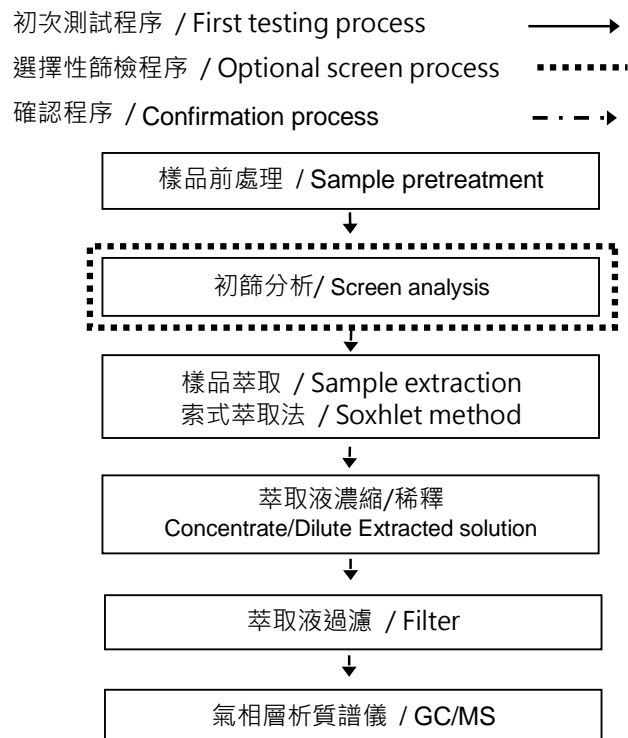 初次測試程序 / First testing process
選擇性篩檢程序 / Optional screen process
確認程序 / Confirmation process
樣品前處理 / Sample pretreatment
初篩分析/ Screen analysis
樣品萃取 / Sample extraction
索式萃取法 / Soxhlet method
萃取液濃縮/稀釋
Concentrate/Dilute Extracted solution
萃取液過濾 / Filter
氣相層析質譜儀 / GC/MS